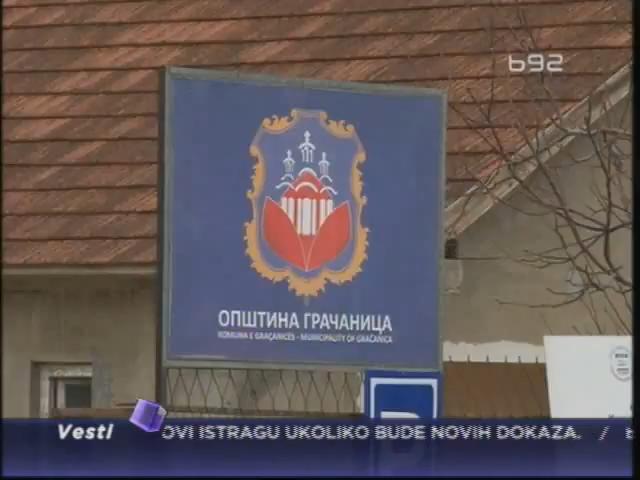 b92
ОПШТИНА ГРАЧАНИЦА
KOMUNA E GRAÇANICËS - MUNICIPALITY OF GRAČANICA
P
Vesti
OVI ISTRAGU UKOLIKO BUDE NOVIH DOKAZA. /